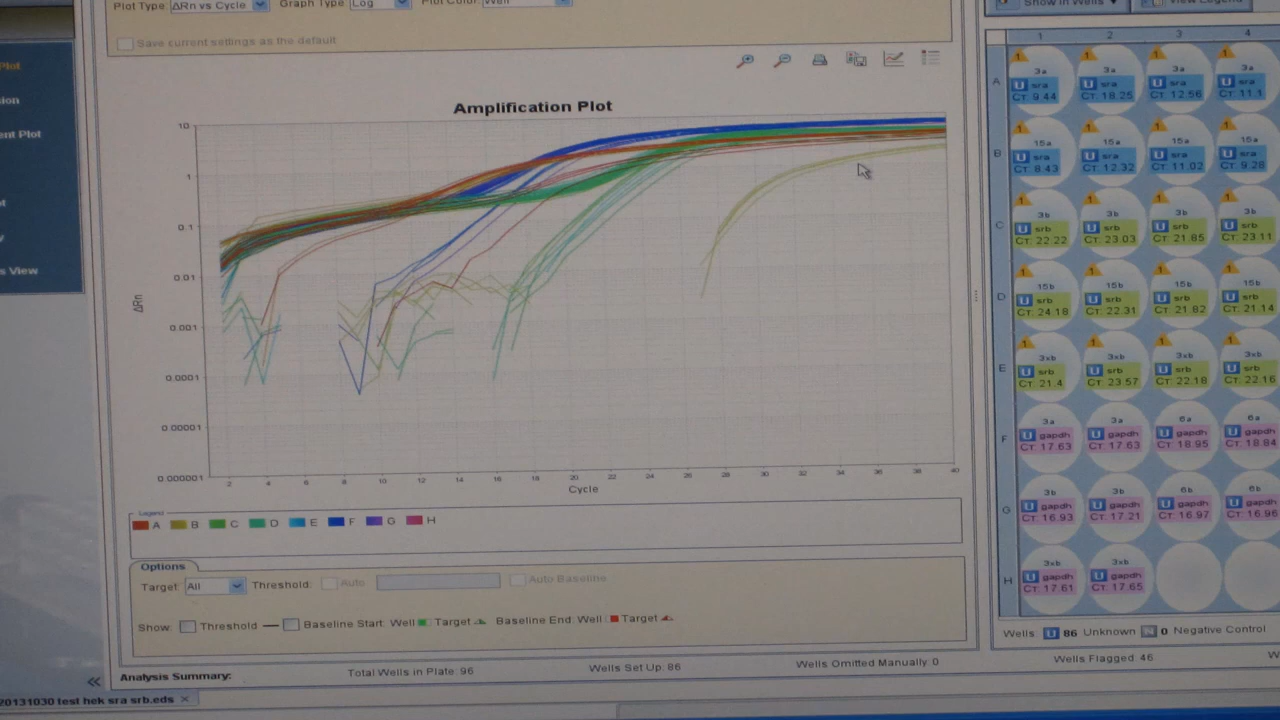 Plot Type: ΔRn vs Cycle Graph Type: Log Plot Color: Well
Save current settings as the default
Show in Wells View Legend
Plot
ent Plot
s View
Amplification Plot
10
1
0.1
0.01
0.001
0.0001
0.00001
0.000001
ΔRn
2 4 6 8 10 12 14 16 18 20 22 24 26 28 30 32 34 36 38 40
Cycle
Legend
A B C D E F G H
Options
Target: All Threshold: Auto Auto Baseline
Show: Threshold Baseline Start: Well Target Baseline End: Well Target
Analysis Summary: Total Wells in Plate: 96 Wells Set Up: 86 Wells Omitted Manually: 0 Wells Flagged: 46
20131030 test hek sra srb.eds
1 2 3 4
A
3a 3a 3a 3a
U sra U sra U sra U sra
CT: 9.44 CT: 18.25 CT: 12.56 CT: 11.1
B
15a 15a 15a 15a
U sra U sra U sra U sra
CT: 8.43 CT: 12.32 CT: 11.02 CT: 9.28
C
3b 3b 3b 3b
U srb U srb U srb U srb
CT: 22.22 CT: 23.03 CT: 21.85 CT: 23.11
D
15b 15b 15b 15b
U srb U srb U srb U srb
CT: 24.18 CT: 22.31 CT: 21.82 CT: 21.14
E
3xb 3xb 3xb 3xb
U srb U srb U srb U srb
CT: 21.4 CT: 23.57 CT: 22.18 CT: 22.16
F
3a 3a 6a 6a
U gapdh U gapdh U gapdh U gapdh
CT: 17.63 CT: 17.63 CT: 18.95 CT: 18.84
G
3b 3b 6b 6b
U gapdh U gapdh U gapdh U gapdh
CT: 16.93 CT: 17.21 CT: 16.97 CT: 16.96
H
3xb 3xb
U gapdh U gapdh
CT: 17.61 CT: 17.65
Wells: U 86 Unknown N 0 Negative Control